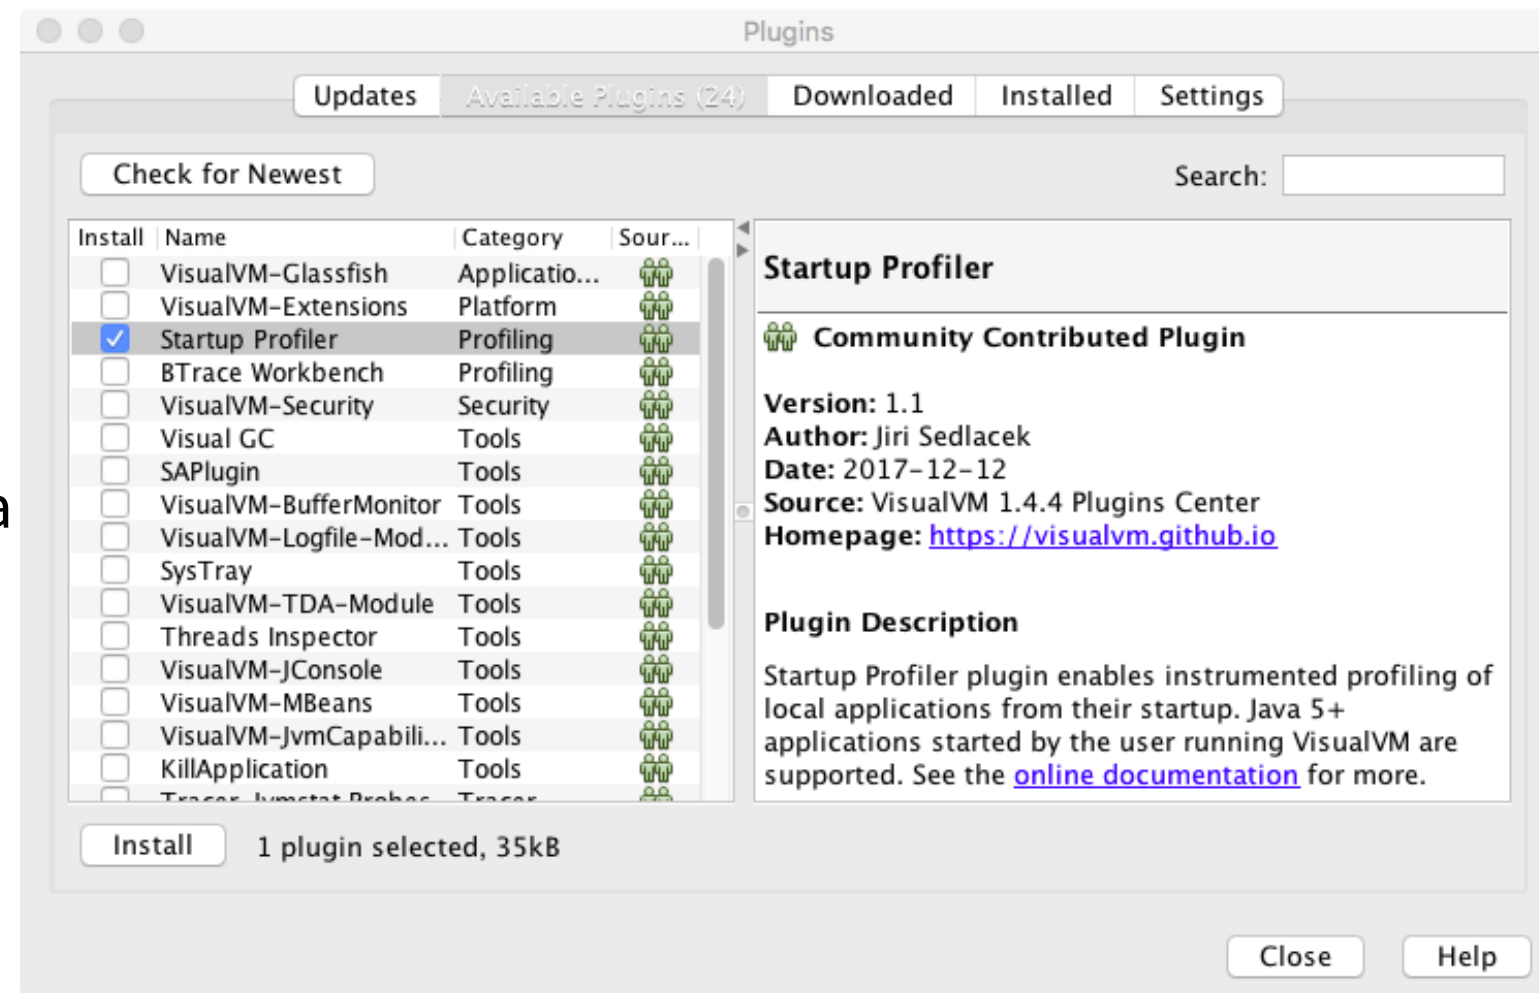 Plugins
Updates Available Plugins (24) Downloaded Installed Settings
Check for Newest
Search:
Install Name Category Sour...
VisualVM-Glassfish Applicatio...
VisualVM-Extensions Platform
Startup Profiler Profiling
BTrace Workbench Profiling
VisualVM-Security Security
Visual GC Tools
SAPlugin Tools
VisualVM-BufferMonitor Tools
VisualVM-Logfile-Mod... Tools
SysTray Tools
VisualVM-TDA-Module Tools
Threads Inspector Tools
VisualVM-JConsole Tools
VisualVM-MBeans Tools
VisualVM-JvmCapabili... Tools
KillApplication Tools
Tracer-Jvmstat Probes Tracer
Startup Profiler
Community Contributed Plugin
Version: 1.1
Author: Jiri Sedlacek
Date: 2017-12-12
Source: VisualVM 1.4.4 Plugins Center
Homepage: https://visualvm.github.io
Plugin Description
Startup Profiler plugin enables instrumented profiling of
local applications from their startup. Java 5+
applications started by the user running VisualVM are
supported. See the online documentation for more.
Install 1 plugin selected, 35kB
Close Help
a